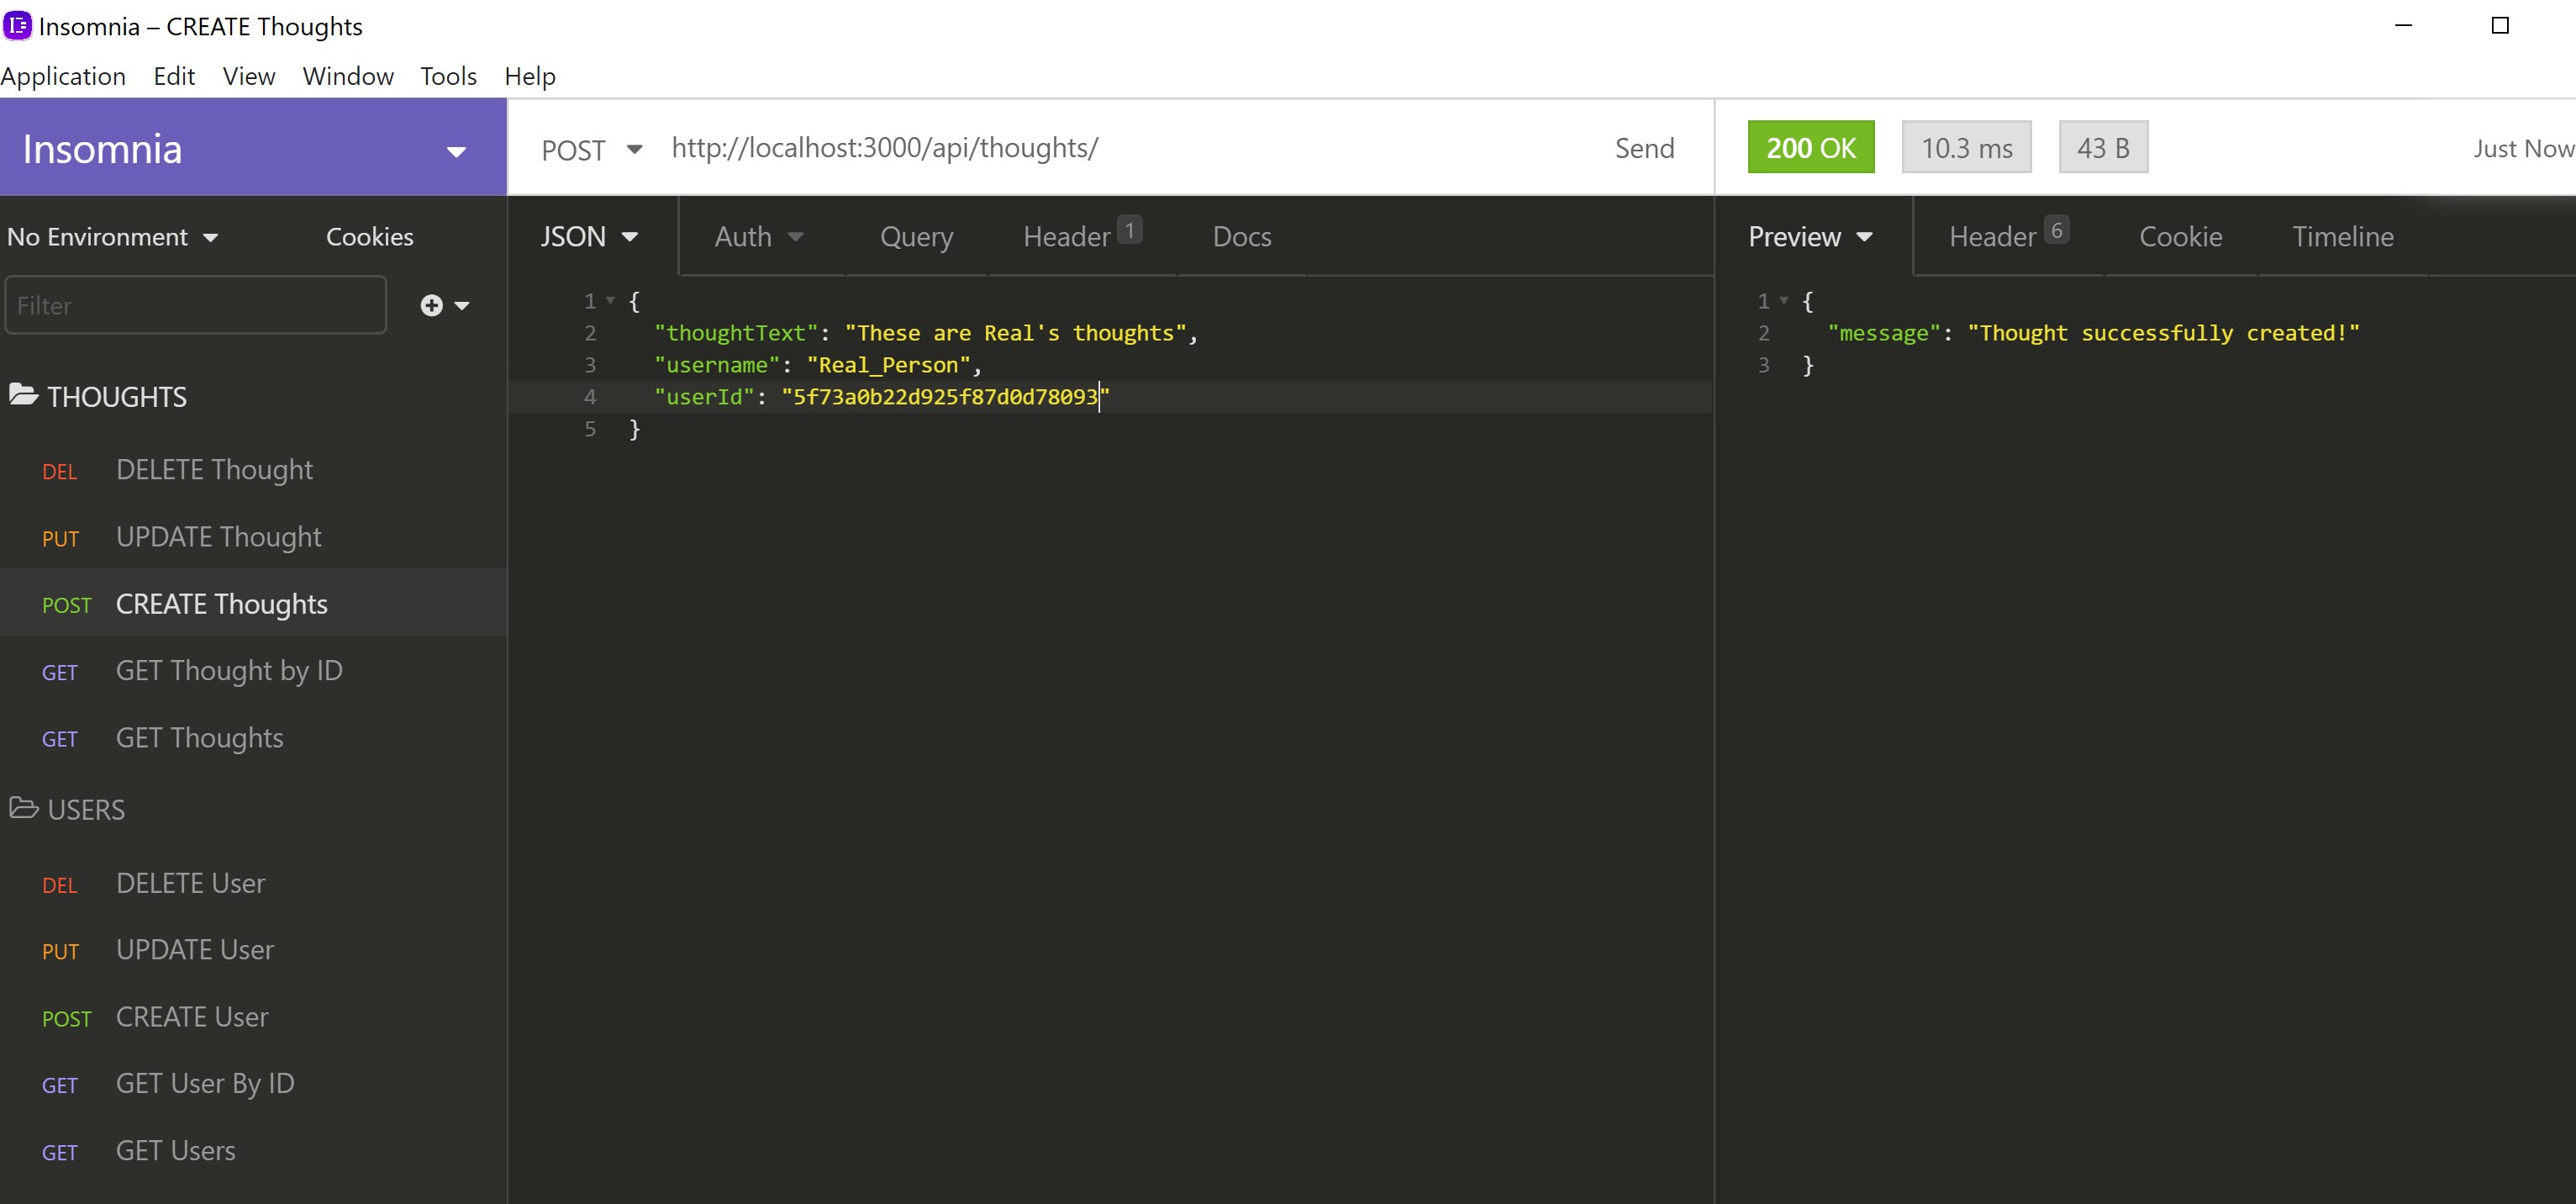 Insomnia – CREATE Thoughts
Application Edit View Window Tools Help
Insomnia
POST http://localhost:3000/api/thoughts/ Send
200 OK 10.3 ms 43 B Just Now
No Environment Cookies
JSON Auth Query Header 1 Docs
Preview Header 6 Cookie Timeline
Filter
1 {
2 "thoughtText": "These are Real's thoughts",
3 "username": "Real_Person",
4 "userId": "5f73a0b22d925f87d0d78093"
5 }
1 {
2 "message": "Thought successfully created!"
3 }
THOUGHTS
DEL DELETE Thought
PUT UPDATE Thought
POST CREATE Thoughts
GET GET Thought by ID
GET GET Thoughts
USERS
DEL DELETE User
PUT UPDATE User
POST CREATE User
GET GET User By ID
GET GET Users